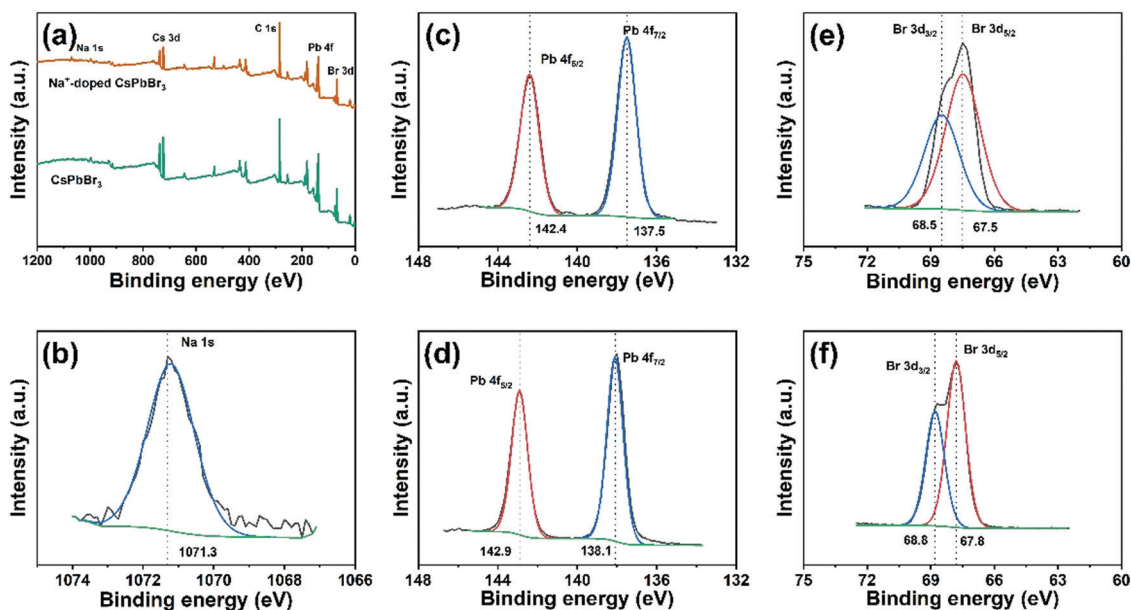 (a)
Na 1s
Cs 3d
C 1s
Pb 4f
Br 3d
Na⁺-doped CsPbBr₃
CsPbBr₃
Intensity (a.u.)
1200 1000 800 600 400 200 0
Binding energy (eV)
(c)
Pb 4f₅/₂
Pb 4f₇/₂
142.4
137.5
Intensity (a.u.)
148 144 140 136 132
Binding energy (eV)
(e)
Br 3d₃/₂
Br 3d₅/₂
68.5
67.5
Intensity (a.u.)
75 72 69 66 63 60
Binding energy (eV)
(b)
Na 1s
1071.3
Intensity (a.u.)
1074 1072 1070 1068 1066
Binding energy (eV)
(d)
Pb 4f₅/₂
Pb 4f₇/₂
142.9
138.1
Intensity (a.u.)
148 144 140 136 132
Binding energy (eV)
(f)
Br 3d₃/₂
Br 3d₅/₂
68.8
67.8
Intensity (a.u.)
75 72 69 66 63 60
Binding energy (eV)